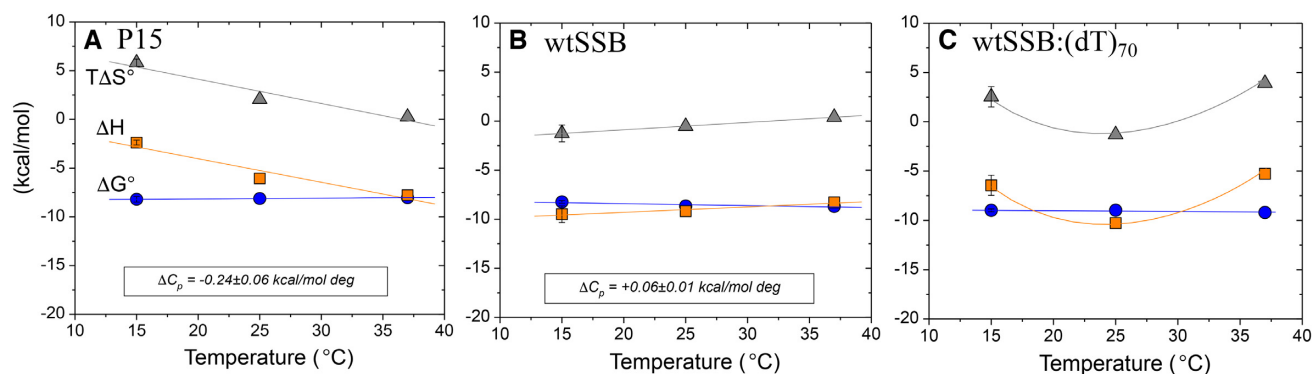 A P15
TΔS°
ΔH
ΔG°
(kcal/mol)
10
5
0
-5
-10
-15
-20
ΔCp = -0.24±0.06 kcal/mol deg
10 15 20 25 30 35 40
Temperature (°C)
B wtSSB
10
5
0
-5
-10
-15
-20
ΔCp = +0.06±0.01 kcal/mol deg
10 15 20 25 30 35 40
Temperature (°C)
C wtSSB:(dT)70
10
5
0
-5
-10
-15
-20
10 15 20 25 30 35 40
Temperature (°C)